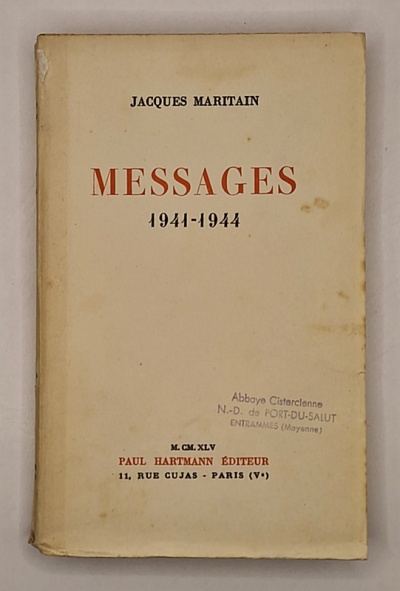 JACQUES MARITAIN
MESSAGES
1941-1944
Abbaye Cistercienne
N.-D. de PORT-DU-SALUT
ENTRAMMES (Mayenne)
M.CM.XLV
PAUL HARTMANN ÉDITEUR
11, RUE CUJAS - PARIS (Ve)